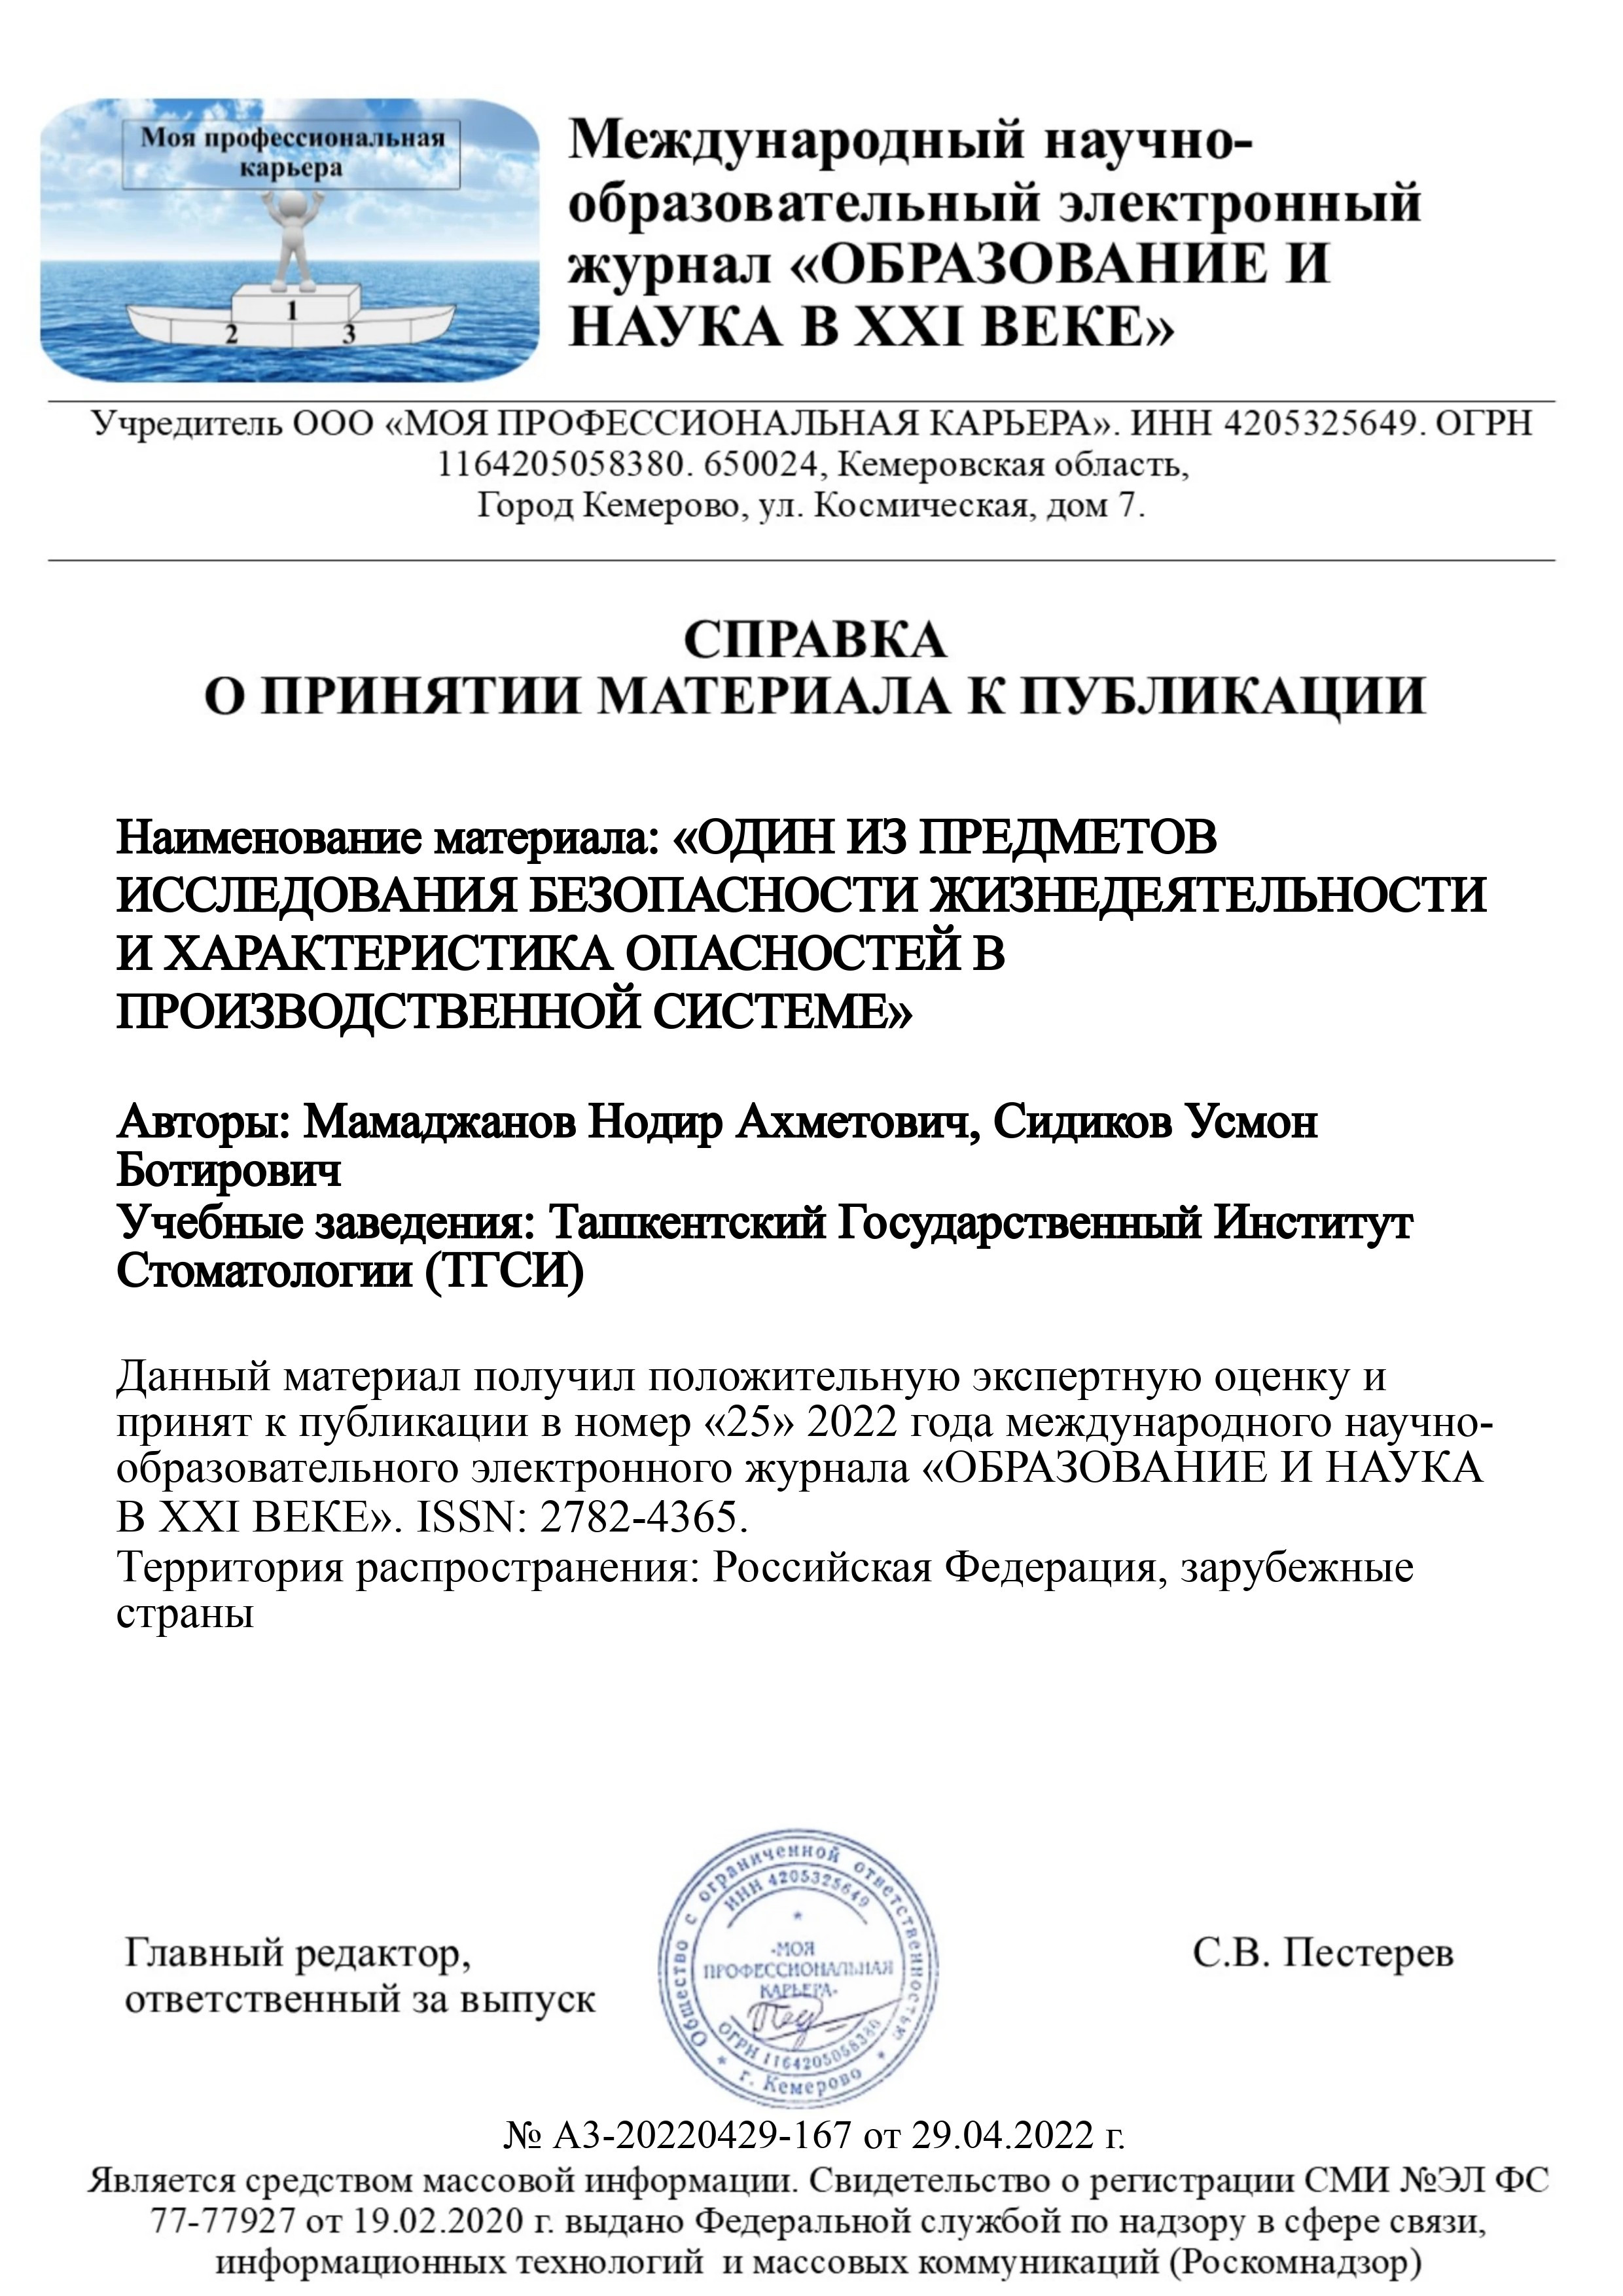 Моя профессиональная
карьера
1
2
3
Международный научно-
образовательный электронный
журнал «ОБРАЗОВАНИЕ И
НАУКА В XXI ВЕКЕ»
Учредитель ООО «МОЯ ПРОФЕССИОНАЛЬНАЯ КАРЬЕРА». ИНН 4205325649. ОГРН
1164205058380. 650024, Кемеровская область,
Город Кемерово, ул. Космическая, дом 7.
СПРАВКА
О ПРИНЯТИИ МАТЕРИАЛА К ПУБЛИКАЦИИ
Наименование материала: «ОДИН ИЗ ПРЕДМЕТОВ
ИССЛЕДОВАНИЯ БЕЗОПАСНОСТИ ЖИЗНЕДЕЯТЕЛЬНОСТИ
И ХАРАКТЕРИСТИКА ОПАСНОСТЕЙ В
ПРОИЗВОДСТВЕННОЙ СИСТЕМЕ»
Авторы: Мамаджанов Нодир Ахметович, Сидиков Усмон
Ботирович
Учебные заведения: Ташкентский Государственный Институт
Стоматологии (ТГСИ)
Данный материал получил положительную экспертную оценку и
принят к публикации в номер «25» 2022 года международного научно-
образовательного электронного журнала «ОБРАЗОВАНИЕ И НАУКА
В XXI ВЕКЕ». ISSN: 2782-4365.
Территория распространения: Российская Федерация, зарубежные
страны
Главный редактор,
ответственный за выпуск
Общество с ограниченной ответственностью
ИНН 4205325649
«МОЯ
ПРОФЕССИОНАЛЬНАЯ
КАРЬЕРА»
ОГРН 1164205058380
г. Кемерово
С.В. Пестерев
№ А3-20220429-167 от 29.04.2022 г.
Является средством массовой информации. Свидетельство о регистрации СМИ №ЭЛ ФС
77-77927 от 19.02.2020 г. выдано Федеральной службой по надзору в сфере связи,
информационных технологий и массовых коммуникаций (Роскомнадзор)